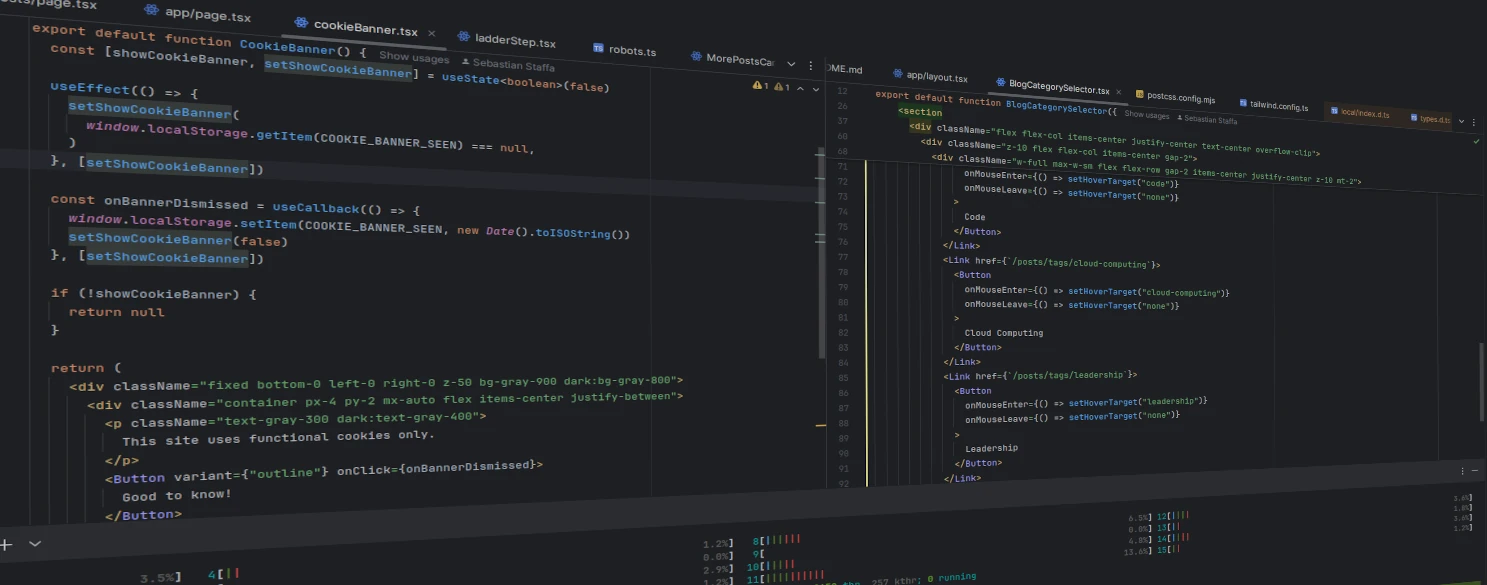 sts/page.tsx
app/page.tsx
cookieBanner.tsx
ladderStep.tsx
robots.ts
MorePostsCar
export default function CookieBanner() { Show usages Sebastian Staffa
const [showCookieBanner, setShowCookieBanner] = useState<boolean>(false)
1 1
useEffect(() => {
setShowCookieBanner(
window.localStorage.getItem(COOKIE_BANNER_SEEN) === null,
)
}, [setShowCookieBanner])
const onBannerDismissed = useCallback(() => {
window.localStorage.setItem(COOKIE_BANNER_SEEN, new Date().toISOString())
setShowCookieBanner(false)
}, [setShowCookieBanner])
if (!showCookieBanner) {
return null
}
return (
<div className="fixed bottom-0 left-0 right-0 z-50 bg-gray-900 dark:bg-gray-800">
<div className="container px-4 py-2 mx-auto flex items-center justify-between">
<p className="text-gray-300 dark:text-gray-400">
This site uses functional cookies only.
</p>
<Button variant={"outline"} onClick={onBannerDismissed}>
Good to know!
</Button>
OME.md
app/layout.tsx
BlogCategorySelector.tsx
postcss.config.mjs
tailwind.config.ts
local/index.d.ts
types.d.ts
12 export default function BlogCategorySelector({ Show usages Sebastian Staffa
26 <section
37 <div className="flex flex-col items-center justify-center text-center overflow-clip">
60 <div className="z-10 flex flex-col items-center gap-2">
68 <div className="w-full max-w-sm flex flex-row gap-2 items-center justify-center z-10 mt-2">
71 onMouseEnter={() => setHoverTarget("code")}
72 onMouseLeave={() => setHoverTarget("none")}
73 >
74 Code
75 </Button>
76 </Link>
77 <Link href={`/posts/tags/cloud-computing`}>
78 <Button
79 onMouseEnter={() => setHoverTarget("cloud-computing")}
80 onMouseLeave={() => setHoverTarget("none")}
81 >
82 Cloud Computing
83 </Button>
84 </Link>
85 <Link href={`/posts/tags/leadership`}>
86 <Button
87 onMouseEnter={() => setHoverTarget("leadership")}
88 onMouseLeave={() => setHoverTarget("none")}
89 >
90 Leadership
91 </Button>
92 </Link>
3.5%] 4[||
1.2%] 8[||||||
0.0%] 9[
2.9%] 10[|||||
1.2%] 11[||||||||||
thr, 257 kthr; 0 running
6.5%] 12[||||
0.0%] 13[||
6.0%] 14[||||
13.6%] 15[||
3.6%]
1.8%]
3.6%]
1.2%]